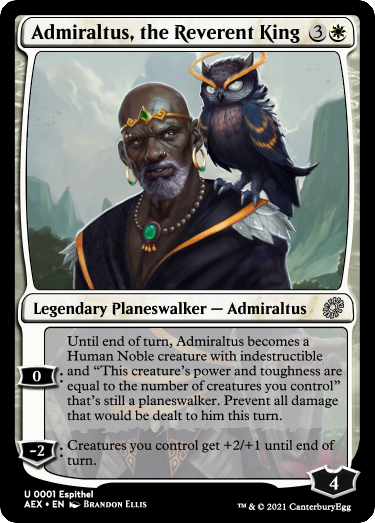 Admiraltus, the Reverent King 3
Legendary Planeswalker — Admiraltus
Until end of turn, Admiraltus becomes a
Human Noble creature with indestructible
0 : and “This creature’s power and toughness are
equal to the number of creatures you control”
that’s still a planeswalker. Prevent all damage
that would be dealt to him this turn.
-2 : Creatures you control get +2/+1 until end of
turn.
4
U 0001 Espithel
AEX • EN Brandon Ellis
™ & © 2021 CanterburyEgg